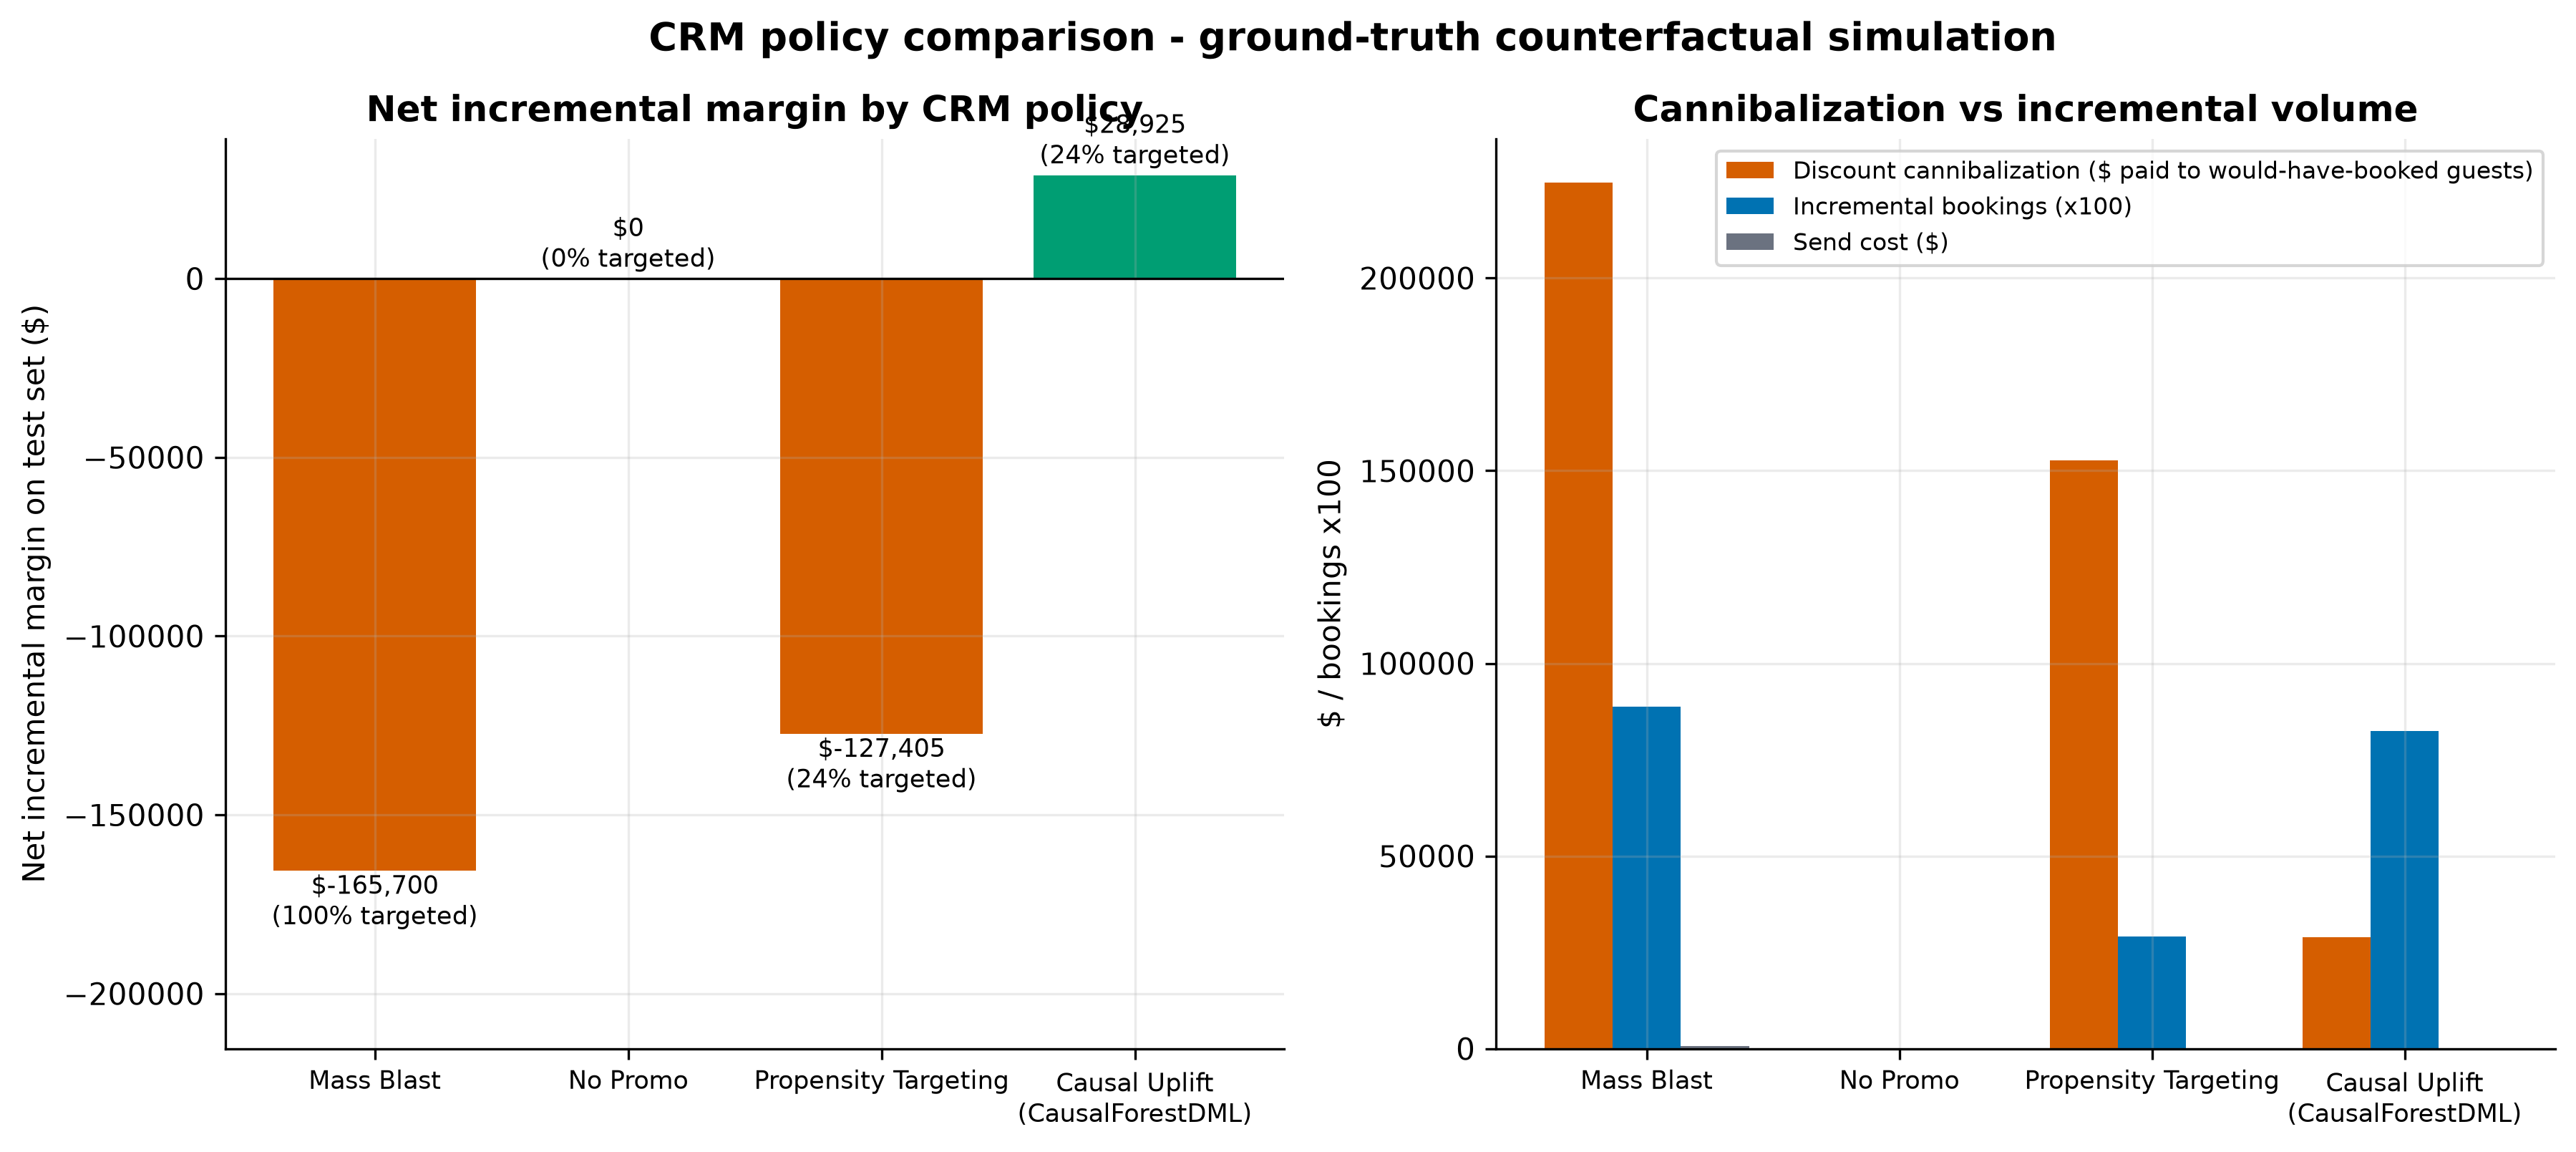 CRM policy comparison - ground-truth counterfactual simulation
Net incremental margin by CRM policy
Net incremental margin on test set ($)
0
−50000
−100000
−150000
−200000
$-165,700
(100% targeted)
$0
(0% targeted)
$-127,405
(24% targeted)
$28,925
(24% targeted)
Mass Blast
No Promo
Propensity Targeting
Causal Uplift
(CausalForestDML)
Cannibalization vs incremental volume
Discount cannibalization ($ paid to would-have-booked guests)
Incremental bookings (x100)
Send cost ($)
$ / bookings x100
200000
150000
100000
50000
0
Mass Blast
No Promo
Propensity Targeting
Causal Uplift
(CausalForestDML)